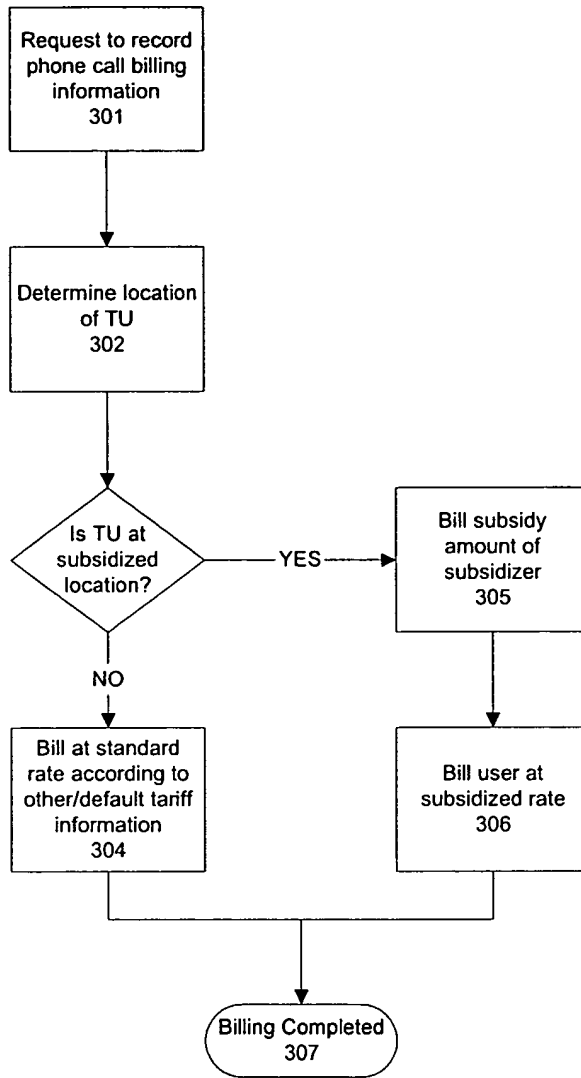 Request to record
phone call billing
information
301
Determine location
of TU
302
Is TU at
subsidized
location?
YES
NO
Bill subsidy
amount of
subsidizer
305
Bill at standard
rate according to
other/default tariff
information
304
Bill user at
subsidized rate
306
Billing Completed
307